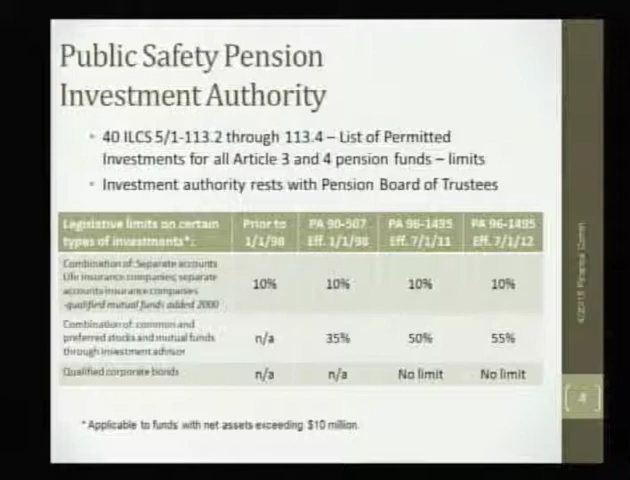 Public Safety Pension
Investment Authority
• 40 ILCS 5/1-113.2 through 113.4 – List of Permitted
Investments for all Article 3 and 4 pension funds – limits
• Investment authority rests with Pension Board of Trustees
Legislative limits on certain
types of investments*:
Prior to
1/1/98
PA 90-507
Eff. 1/1/98
PA 96-1495
Eff. 7/1/11
PA 96-1495
Eff. 7/1/12
Combination of: Separate accounts
Life insurance companies; separate
accounts insurance companies
-qualified mutual funds added 2000
10%
10%
10%
10%
Combination of: common and
preferred stocks and mutual funds
through investment advisor
n/a
35%
50%
55%
Qualified corporate bonds
n/a
n/a
No limit
No limit
* Applicable to funds with net assets exceeding $10 million.
Finance Comm
4